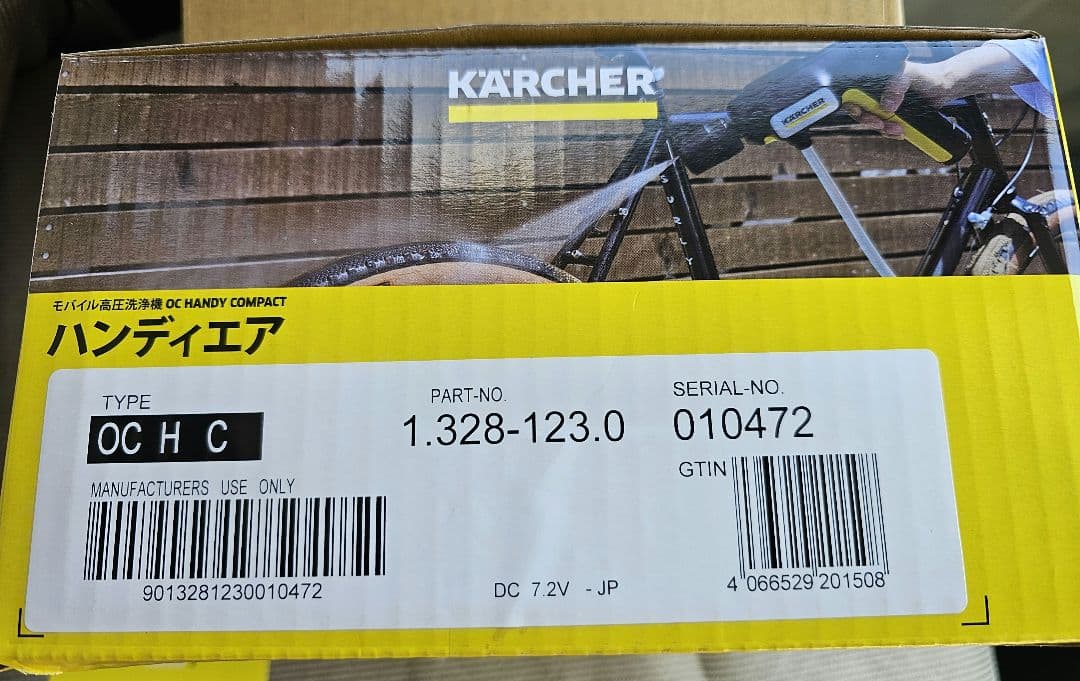 KÄRCHER
KÄRCHER
SURLY
モバイル高圧洗浄機 OC HANDY COMPACT
ハンディエア
TYPE
OC H C
PART-NO.
1.328-123.0
SERIAL-NO.
010472
GTIN
MANUFACTURERS USE ONLY
9013281230010472
DC 7.2V - JP
4 066529 201508